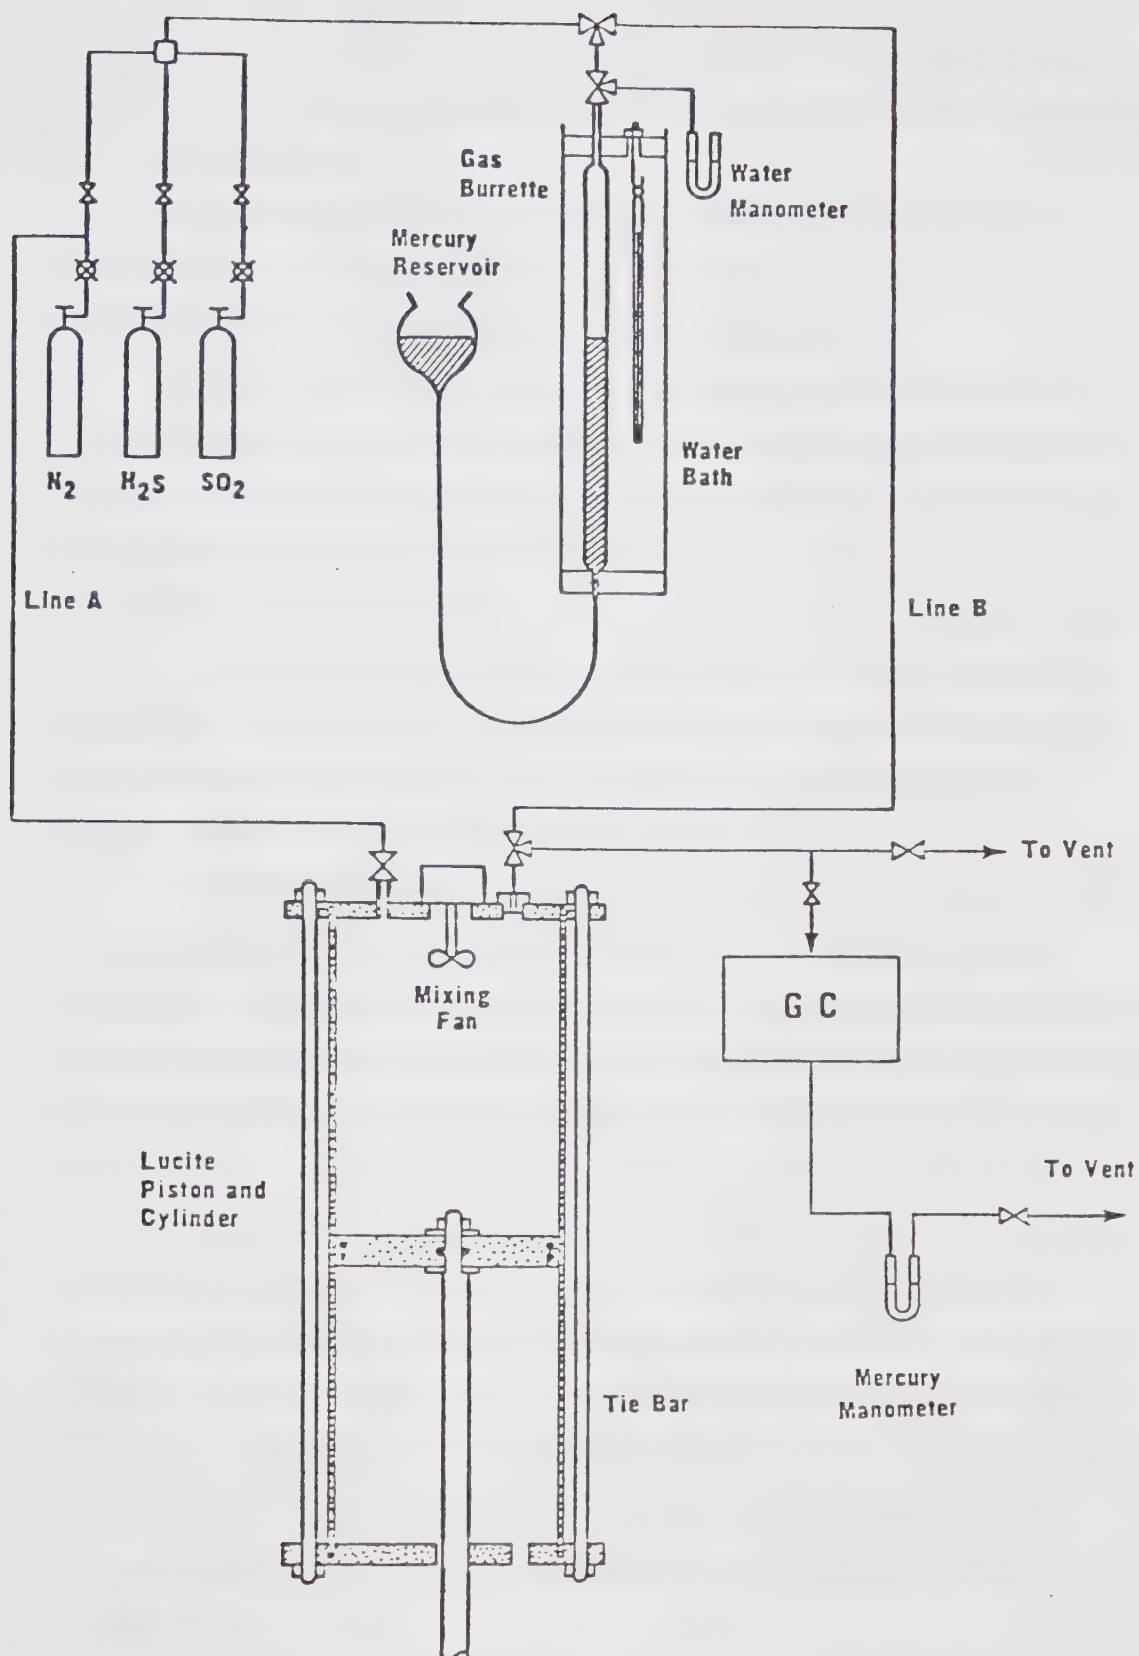 Gas
Burrette
Water
Manometer
Mercury
Reservoir
N2
H2S
SO2
Water
Bath
Line A
Line B
To Vent
Mixing
Fan
G C
Lucite
Piston and
Cylinder
To Vent
Tie Bar
Mercury
Manometer